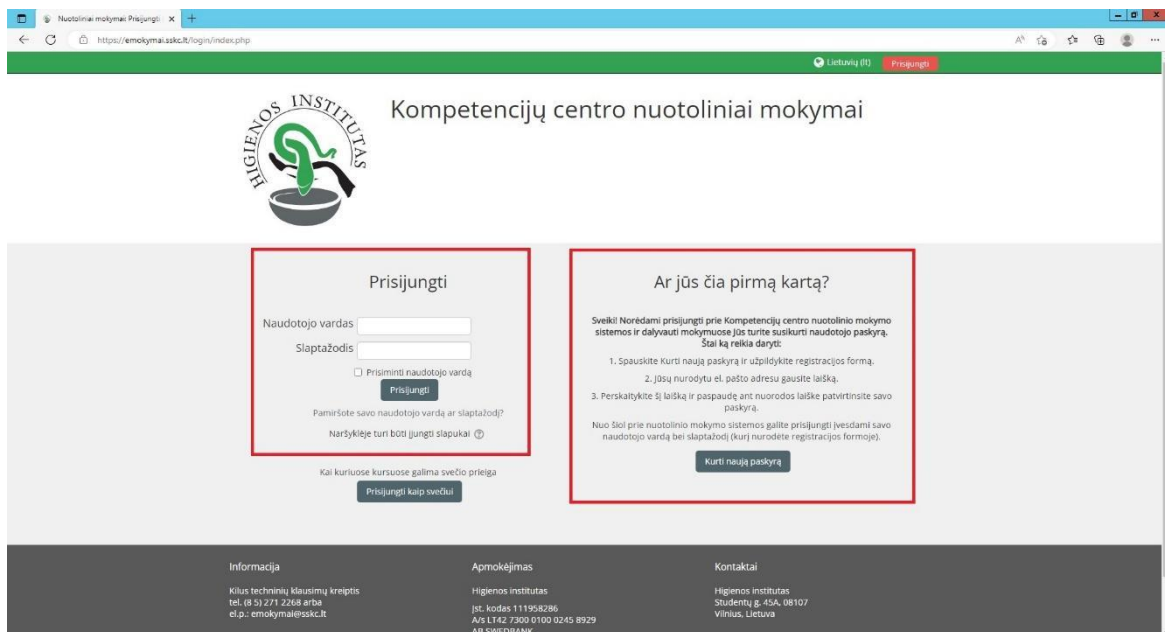 Nuotoliniai mokymai: Prisijungti
https://emokymai.sskc.lt/login/index.php
Lietuvių (lt)
Prisijungti
HIGIENOS INSTITUTAS
Kompetencijų centro nuotoliniai mokymai
Prisijungti
Naudotojo vardas
Slaptažodis
Prisiminti naudotojo vardą
Prisijungti
Pamiršote savo naudotojo vardą ar slaptažodį?
Naršyklėje turi būti įjungti slapukai
Kai kuriuose kursuose galima svečio prieiga
Prisijungti kaip svečiui
Ar jūs čia pirmą kartą?
Sveiki! Norėdami prisijungti prie Kompetencijų centro nuotolinio mokymo
sistemos ir dalyvauti mokymuose Jūs turite susikurti naudotojo paskyrą.
Štai ką reikia daryti:
1. Spauskite Kurti naują paskyrą ir užpildykite registracijos formą.
2. Jūsų nurodytu el. pašto adresu gausite laišką.
3. Perskaitykite šį laišką ir paspaudę ant nuorodos laiške patvirtinsite savo
paskyrą.
Nuo šiol prie nuotolinio mokymo sistemos galite prisijungti įvesdami savo
naudotojo vardą bei slaptažodį (kurį nurodėte registracijos formoje).
Kurti naują paskyrą
Informacija
Kilus techninių klausimų kreiptis
tel. (8 5) 271 2268 arba
el.p.: emokymai@sskc.lt
Apmokėjimas
Higienos institutas
Įst. kodas 111958286
A/s LT42 7300 0100 0245 8929
AB SWEDBANK
Kontaktai
Higienos institutas
Studentų g. 45A, 08107
Vilnius, Lietuva